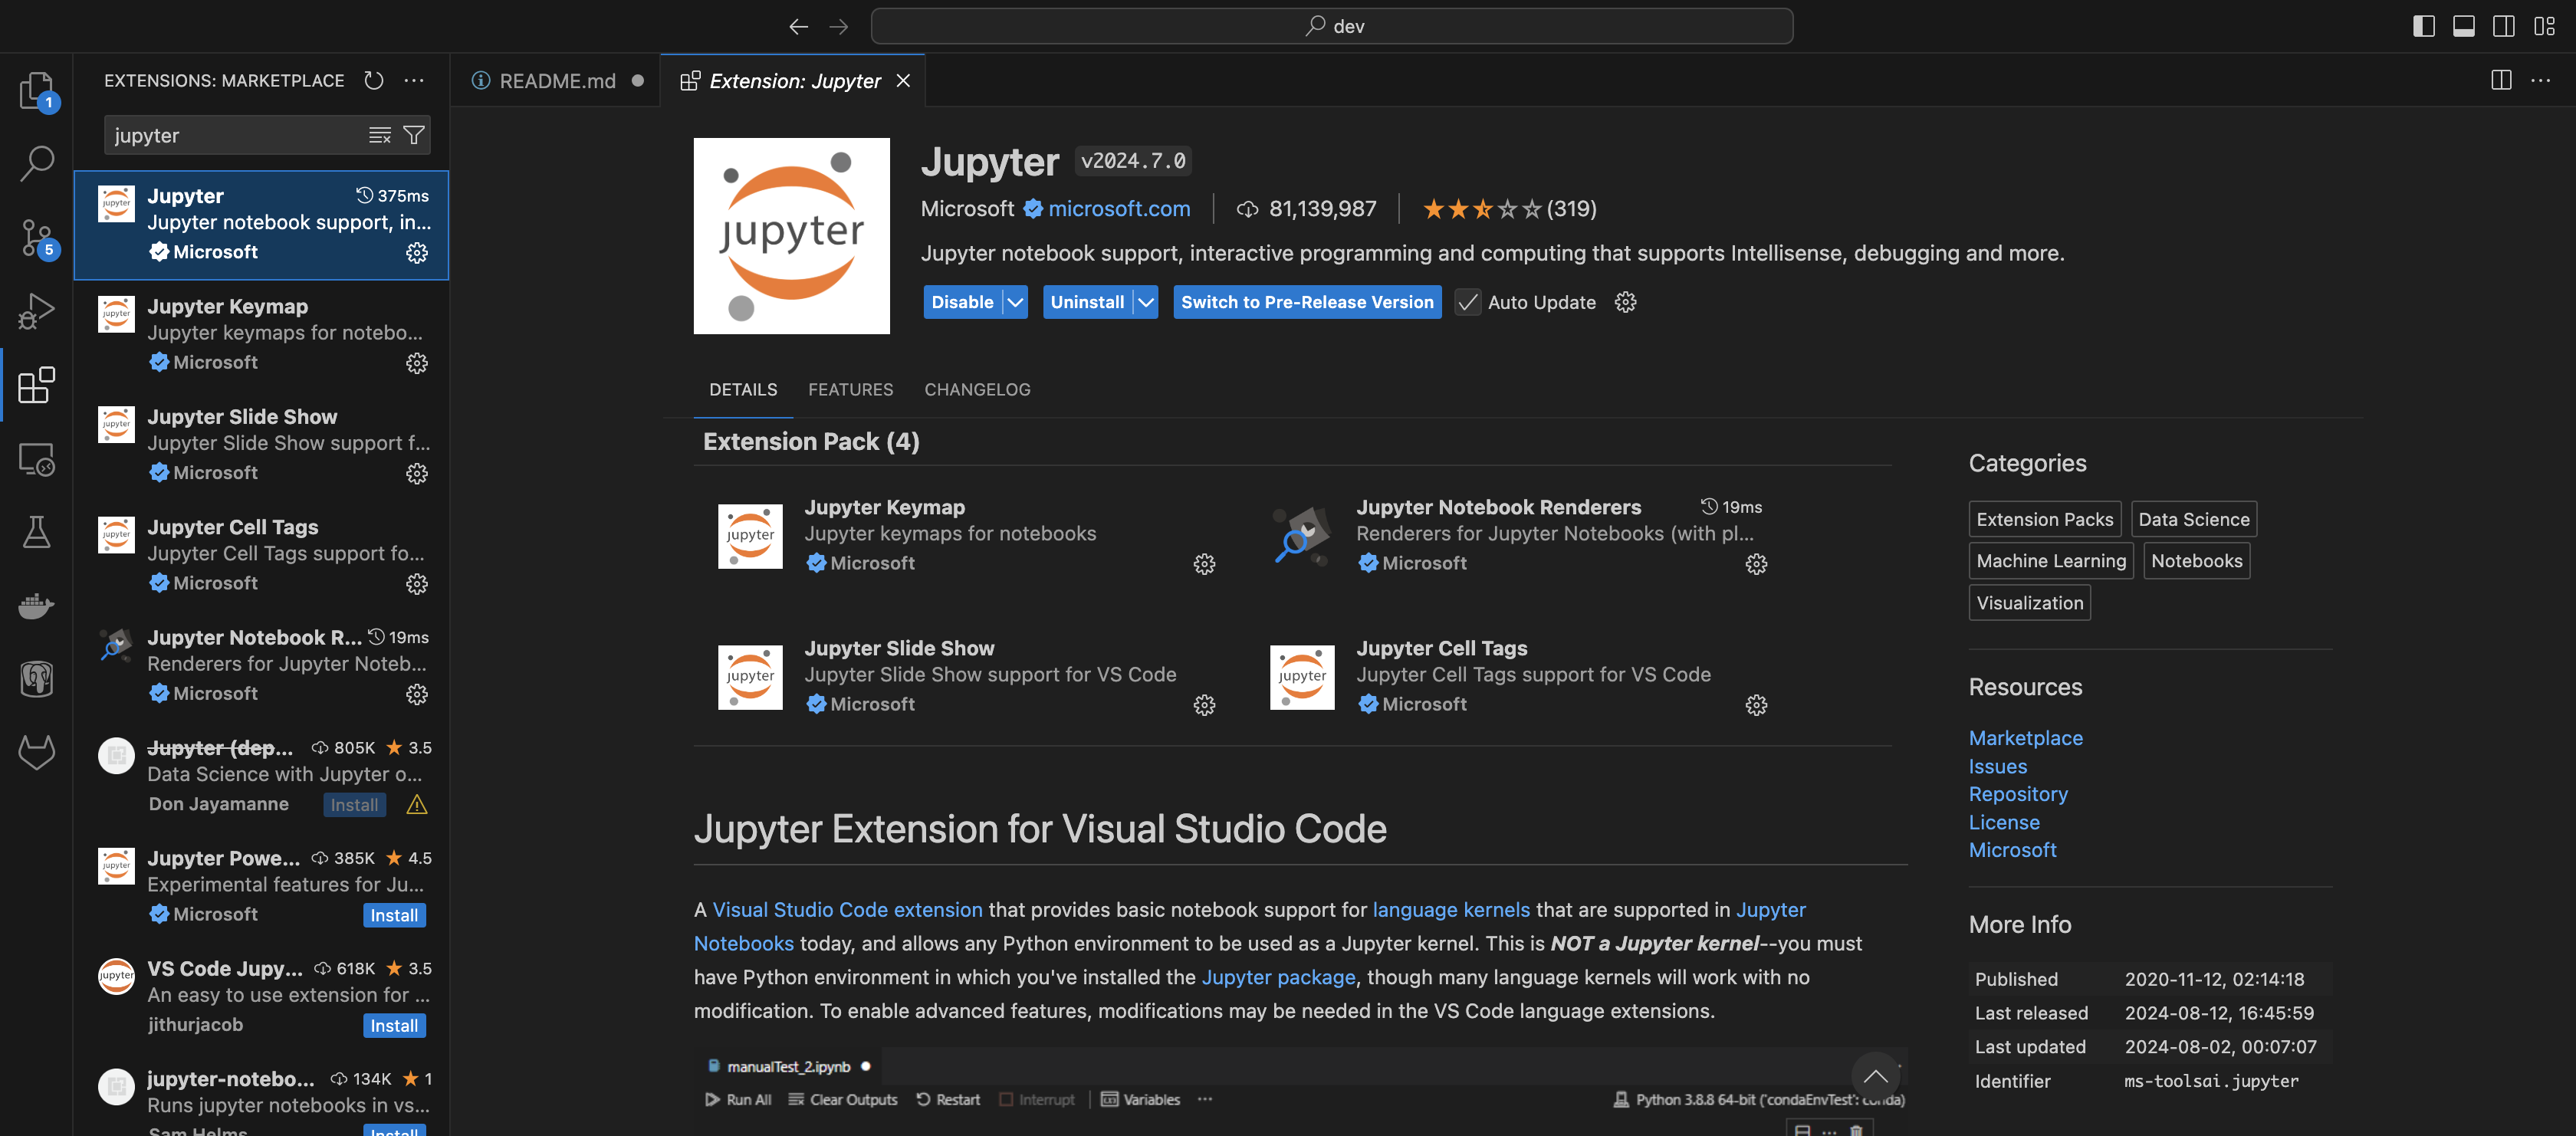 dev
EXTENSIONS: MARKETPLACE
jupyter
Jupyter 375ms
Jupyter notebook support, in...
Microsoft
Jupyter Keymap
Jupyter keymaps for notebo...
Microsoft
Jupyter Slide Show
Jupyter Slide Show support f...
Microsoft
Jupyter Cell Tags
Jupyter Cell Tags support fo...
Microsoft
Jupyter Notebook R... 19ms
Renderers for Jupyter Noteb...
Microsoft
Jupyter (dep... 805K 3.5
Data Science with Jupyter o...
Don Jayamanne Install
Jupyter Powe... 385K 4.5
Experimental features for Ju...
Microsoft Install
VS Code Jupy... 618K 3.5
An easy to use extension for ...
jithurjacob Install
jupyter-notebo... 134K 1
Runs jupyter notebooks in vs...
Sam Helms Install
1
5
README.md
Extension: Jupyter
jupyter
Jupyter v2024.7.0
Microsoft microsoft.com 81,139,987 (319)
Jupyter notebook support, interactive programming and computing that supports Intellisense, debugging and more.
Disable Uninstall Switch to Pre-Release Version Auto Update
DETAILS FEATURES CHANGELOG
Extension Pack (4)
Jupyter Keymap
Jupyter keymaps for notebooks
Microsoft
Jupyter Notebook Renderers 19ms
Renderers for Jupyter Notebooks (with pl...
Microsoft
Jupyter Slide Show
Jupyter Slide Show support for VS Code
Microsoft
Jupyter Cell Tags
Jupyter Cell Tags support for VS Code
Microsoft
Jupyter Extension for Visual Studio Code
A Visual Studio Code extension that provides basic notebook support for language kernels that are supported in Jupyter
Notebooks today, and allows any Python environment to be used as a Jupyter kernel. This is NOT a Jupyter kernel--you must
have Python environment in which you've installed the Jupyter package, though many language kernels will work with no
modification. To enable advanced features, modifications may be needed in the VS Code language extensions.
manualTest_2.ipynb
Run All Clear Outputs Restart Interrupt Variables ... Python 3.8.8 64-bit ('condaEnvTest': conda)
Categories
Extension Packs Data Science
Machine Learning Notebooks
Visualization
Resources
Marketplace
Issues
Repository
License
Microsoft
More Info
Published 2020-11-12, 02:14:18
Last released 2024-08-12, 16:45:59
Last updated 2024-08-02, 00:07:07
Identifier ms-toolsai.jupyter